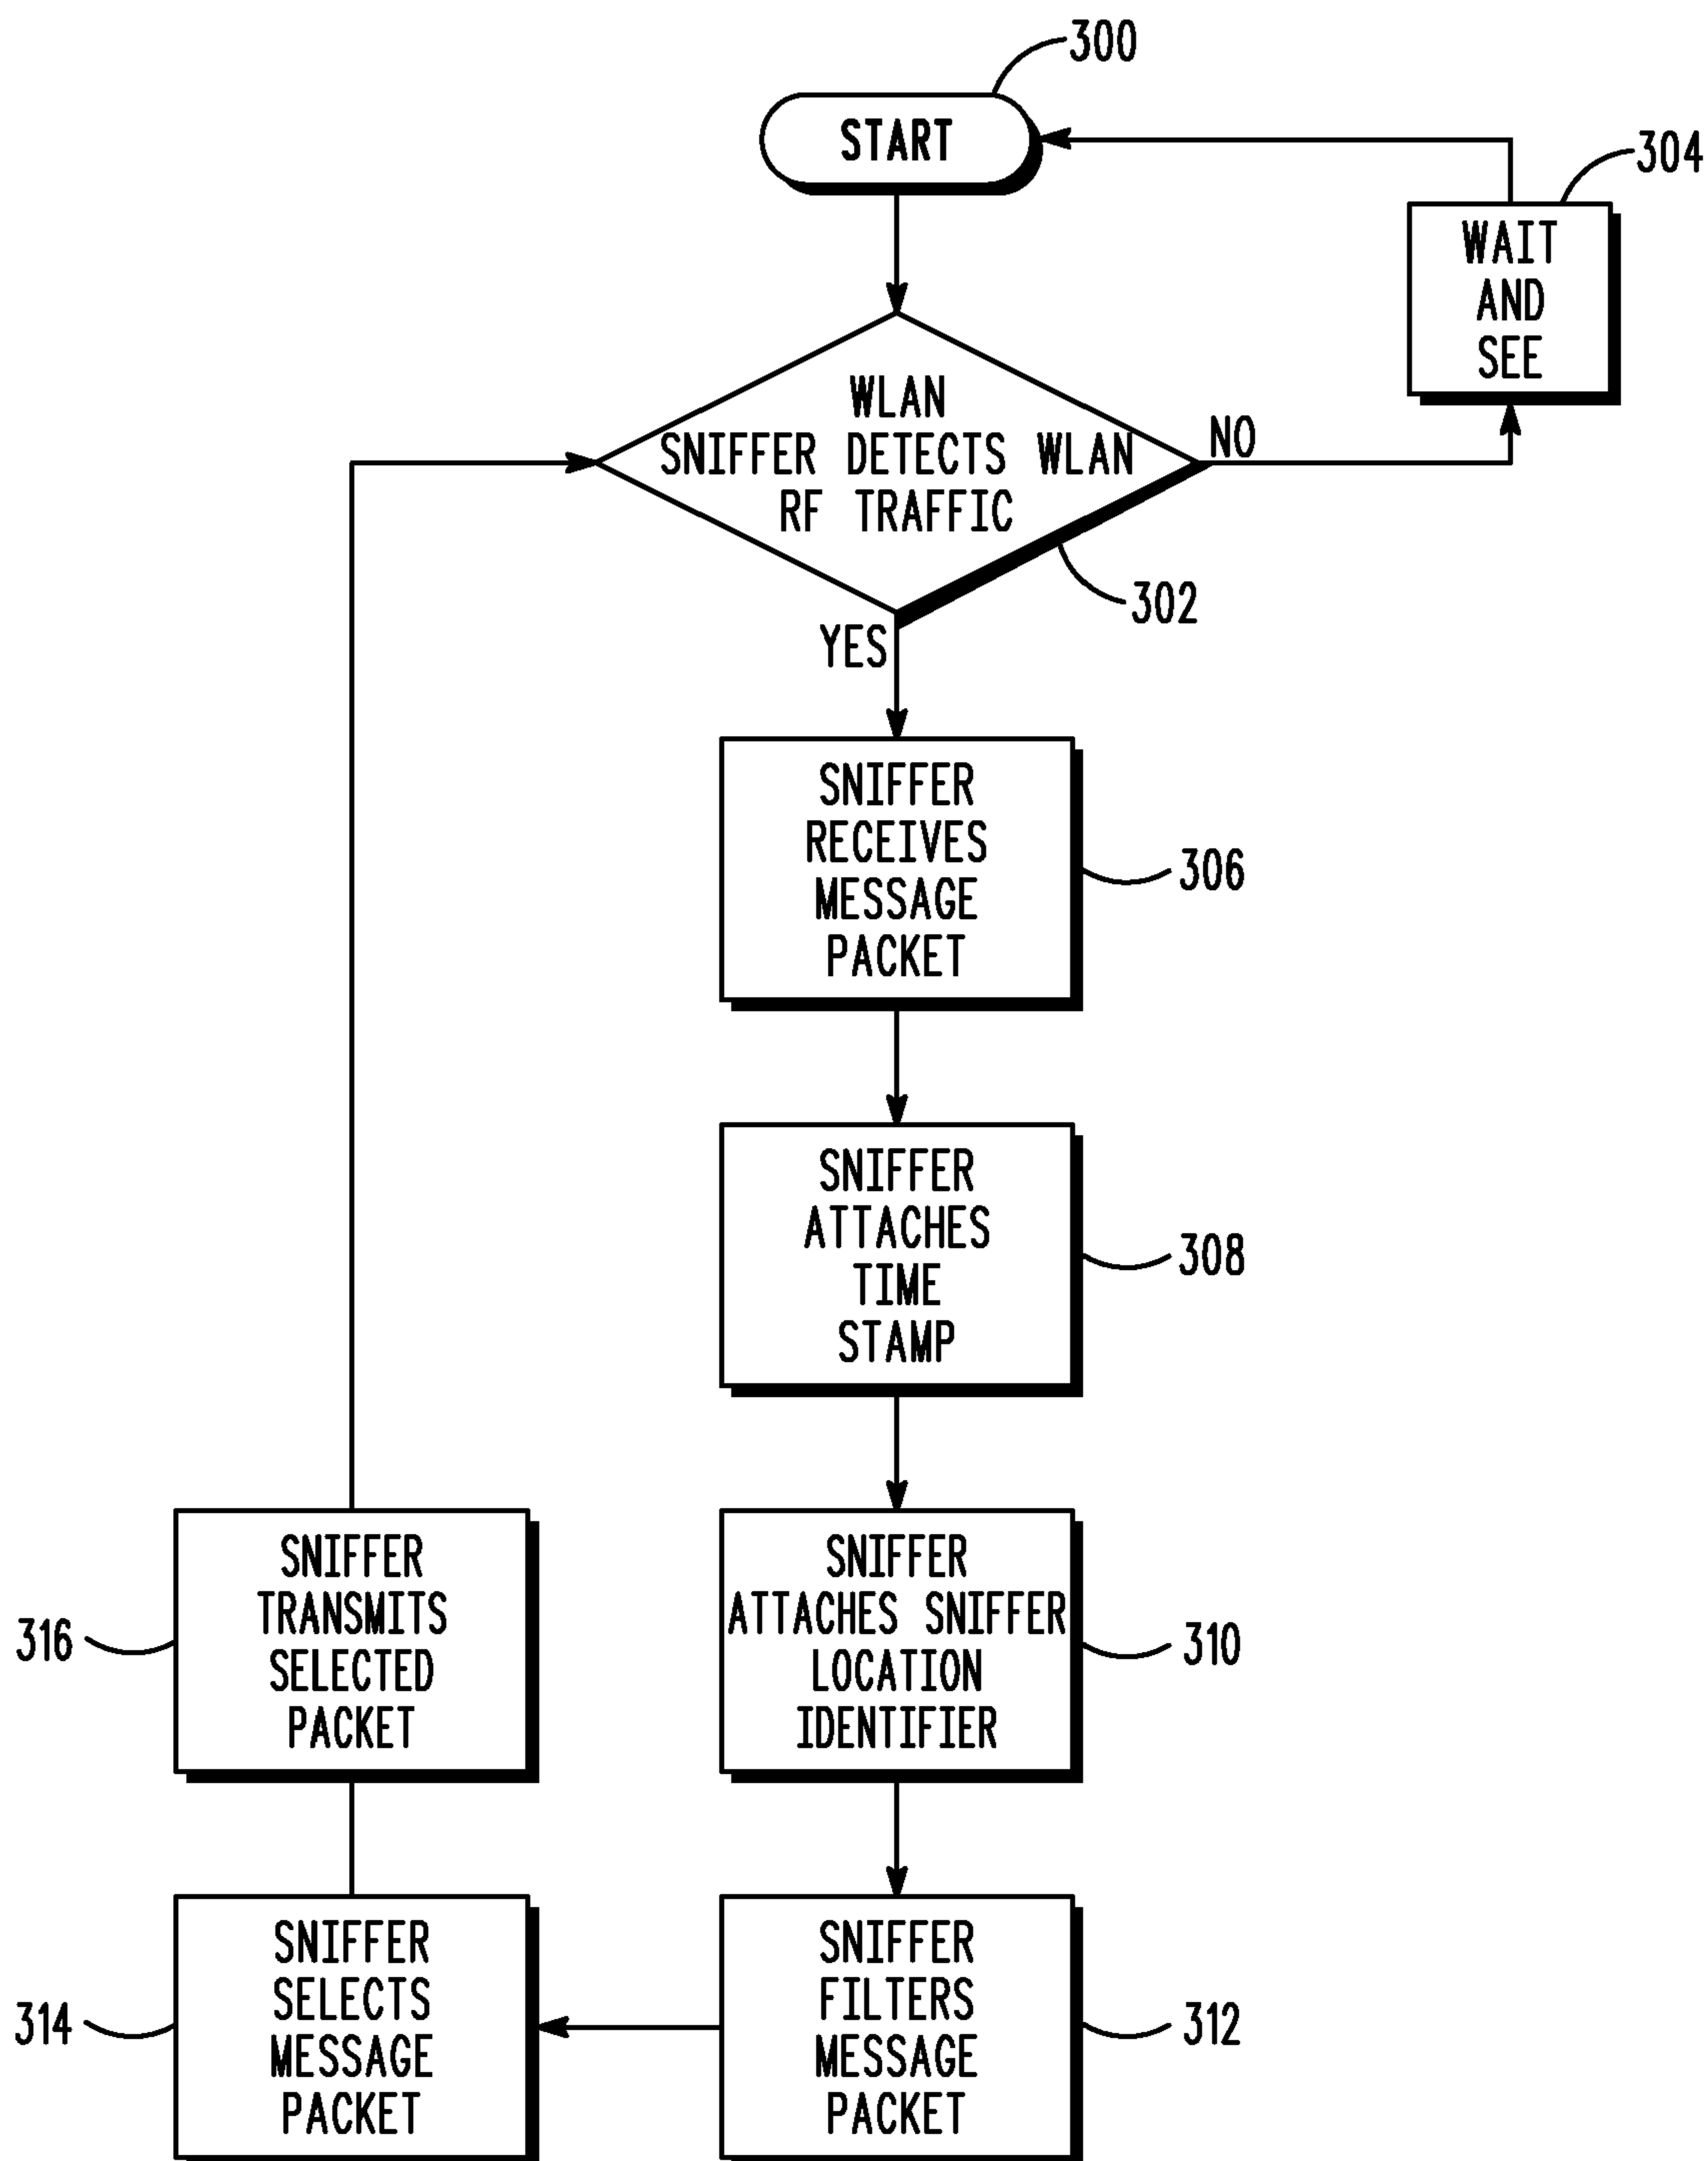 300
START
304
WAIT
AND
SEE
WLAN
SNIFFER DETECTS WLAN
RF TRAFFIC
NO
302
YES
SNIFFER
RECEIVES
MESSAGE
PACKET
306
SNIFFER
ATTACHES
TIME
STAMP
308
SNIFFER
ATTACHES SNIFFER
LOCATION
IDENTIFIER
310
SNIFFER
FILTERS
MESSAGE
PACKET
312
SNIFFER
SELECTS
MESSAGE
PACKET
314
SNIFFER
TRANSMITS
SELECTED
PACKET
316